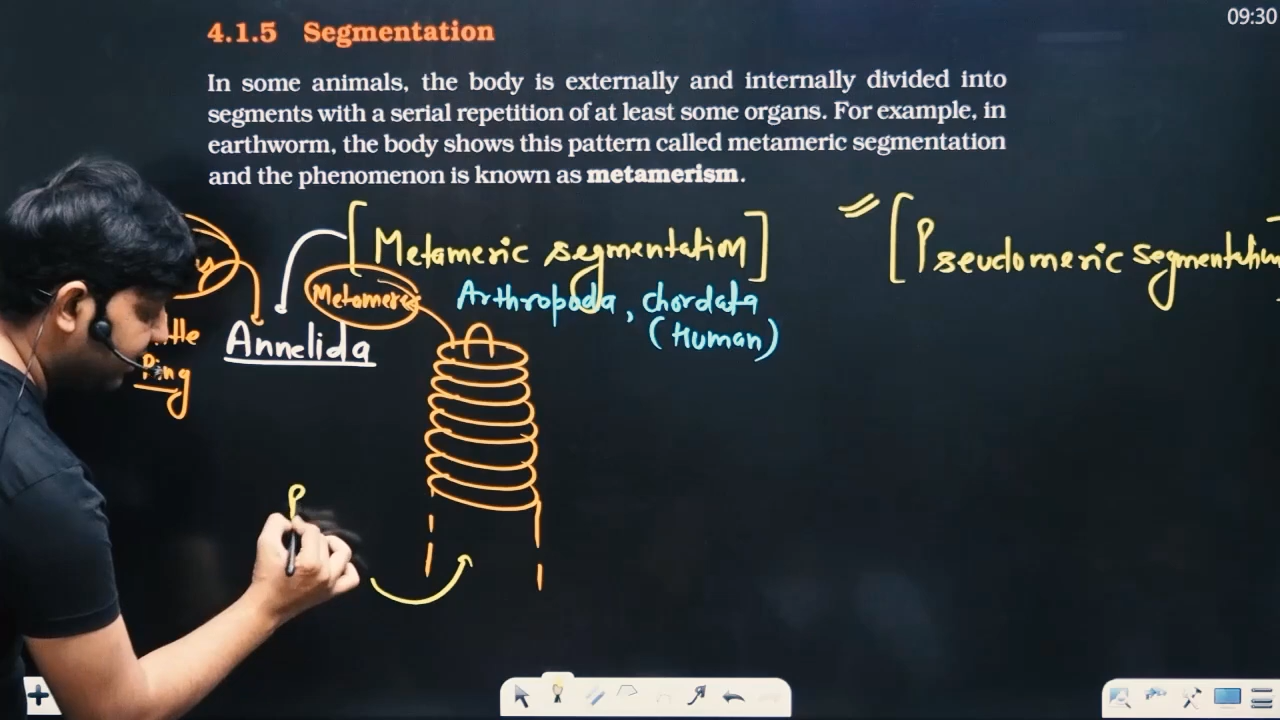 09:30
4.1.5 Segmentation
In some animals, the body is externally and internally divided into
segments with a serial repetition of at least some organs. For example, in
earthworm, the body shows this pattern called metameric segmentation
and the phenomenon is known as metamerism.
[Metameric segmentation]
[Pseudomeric segmentation
Metameres
Arthropoda, chordata
(Human)
Annelida
Ring
P